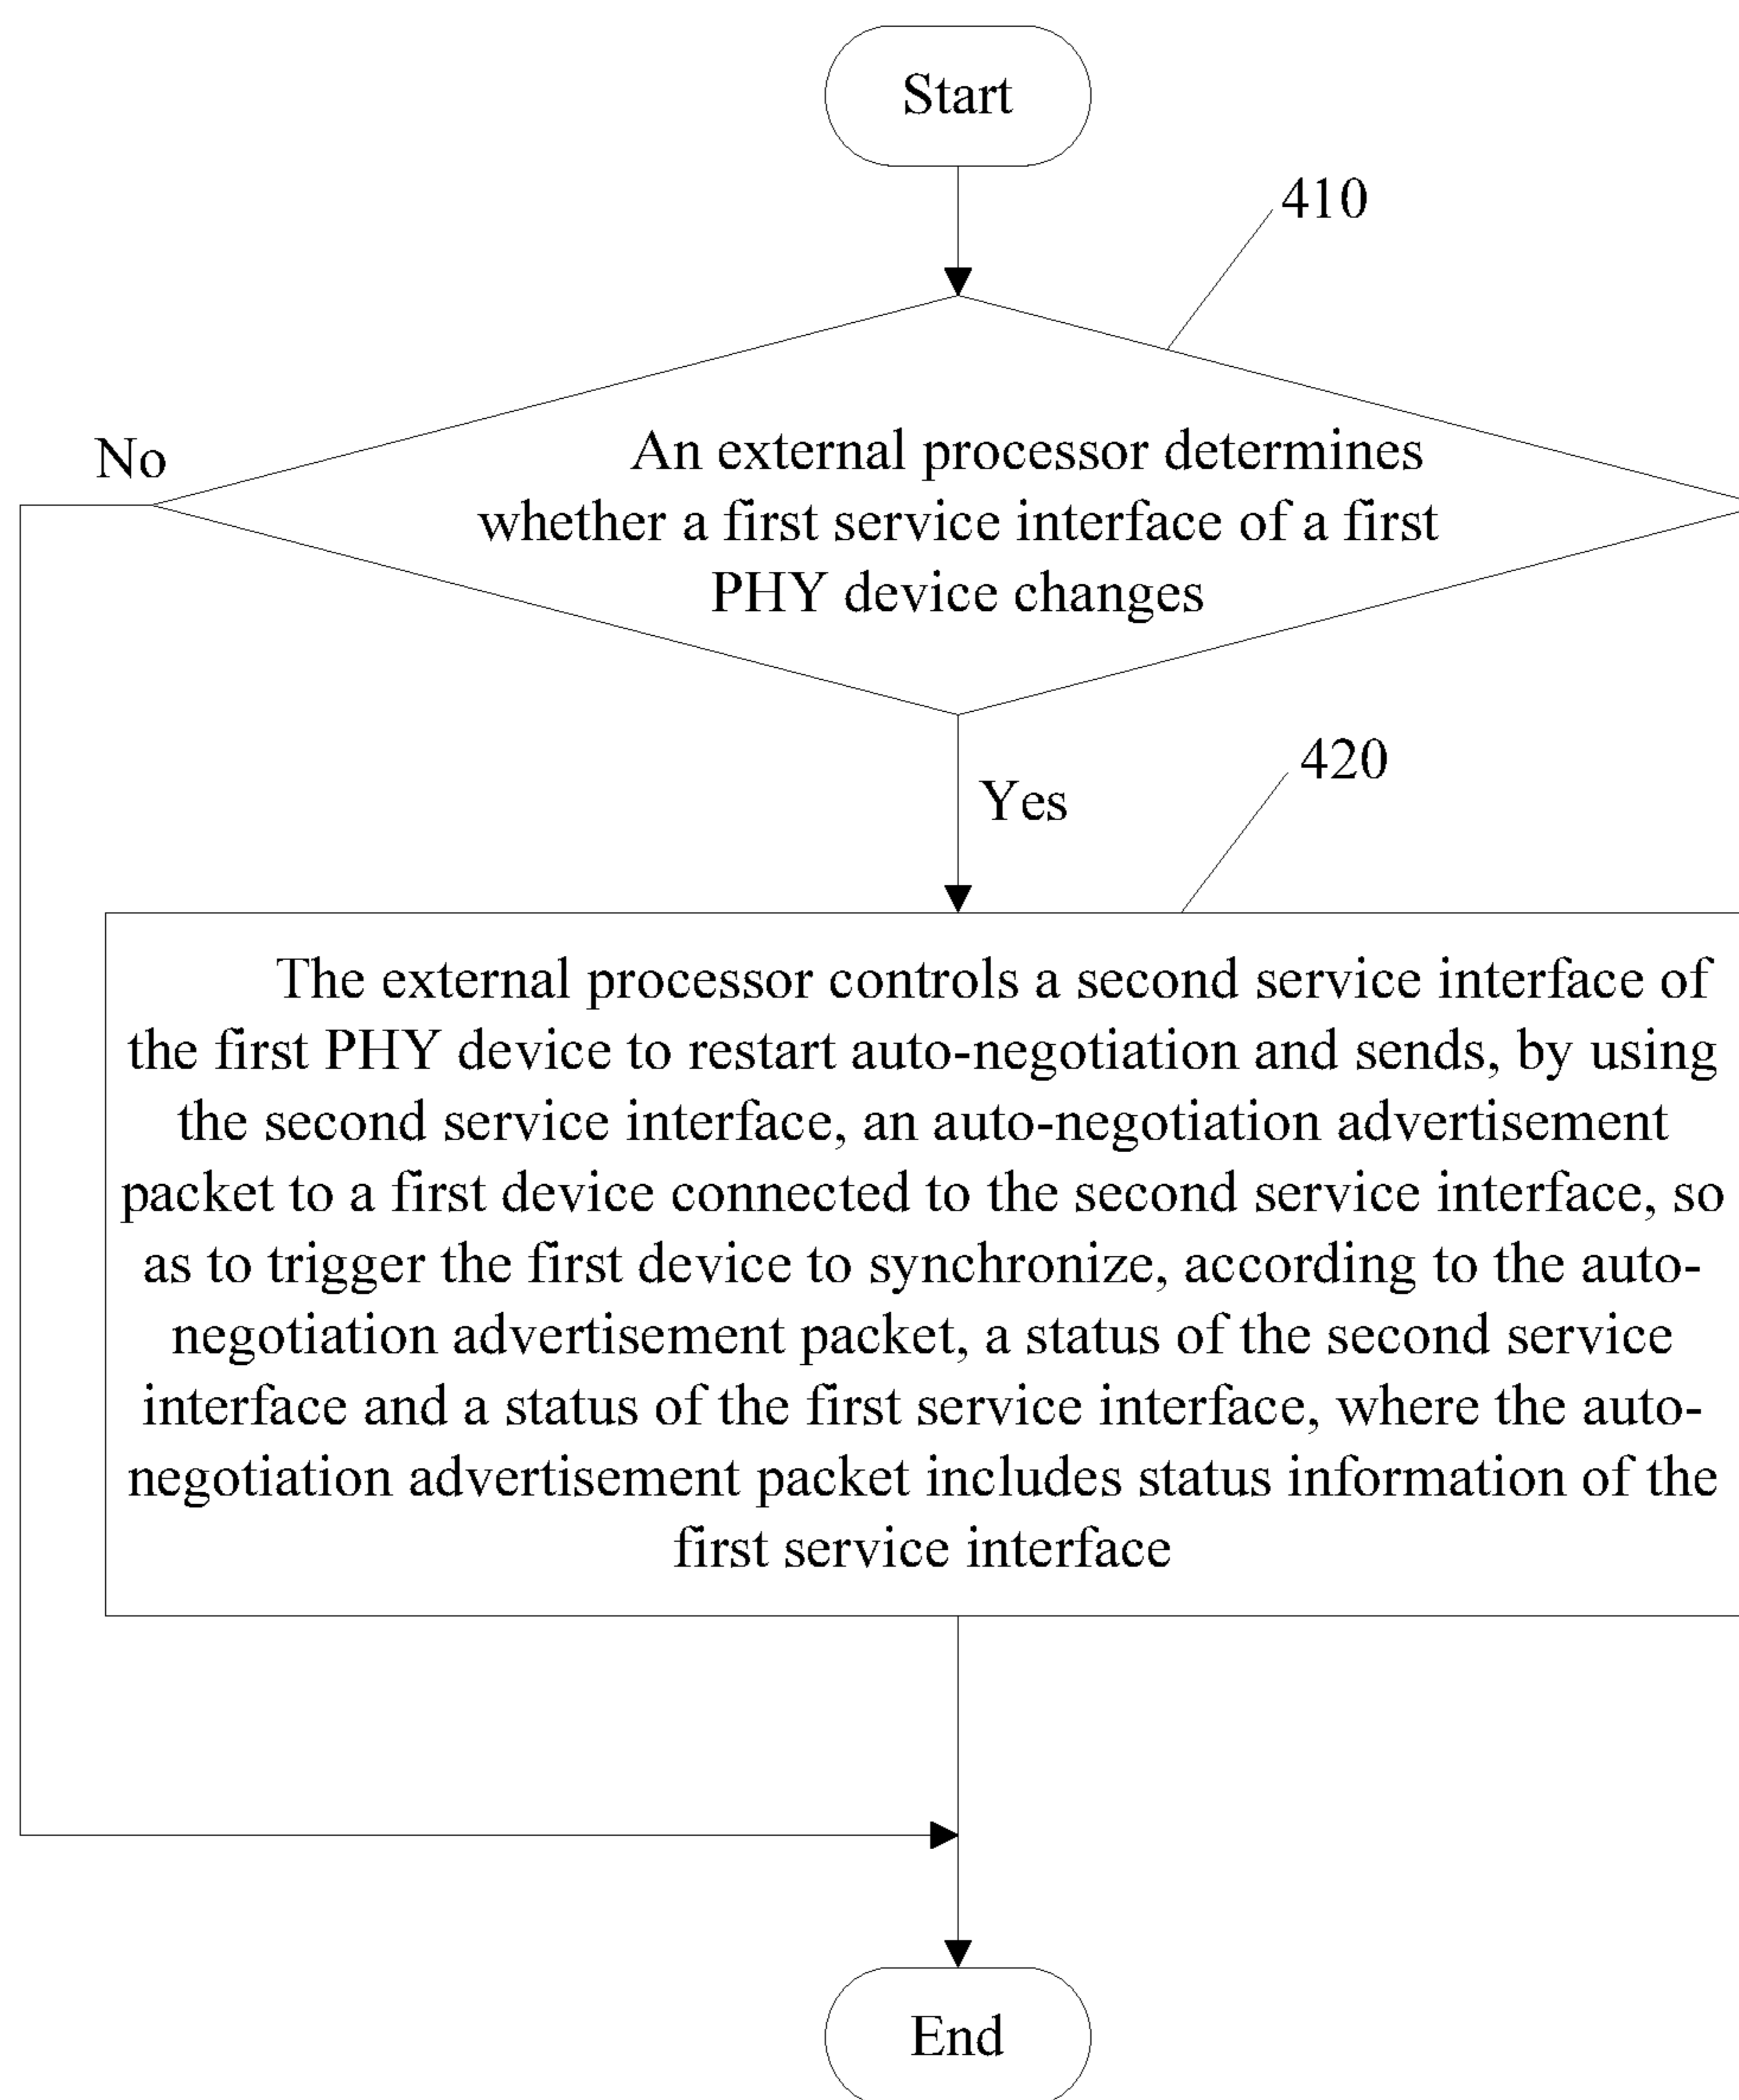 Start
410
No
An external processor determines
whether a first service interface of a first
PHY device changes
420
Yes
The external processor controls a second service interface of
the first PHY device to restart auto-negotiation and sends, by using
the second service interface, an auto-negotiation advertisement
packet to a first device connected to the second service interface, so
as to trigger the first device to synchronize, according to the auto-
negotiation advertisement packet, a status of the second service
interface and a status of the first service interface, where the auto-
negotiation advertisement packet includes status information of the
first service interface
End